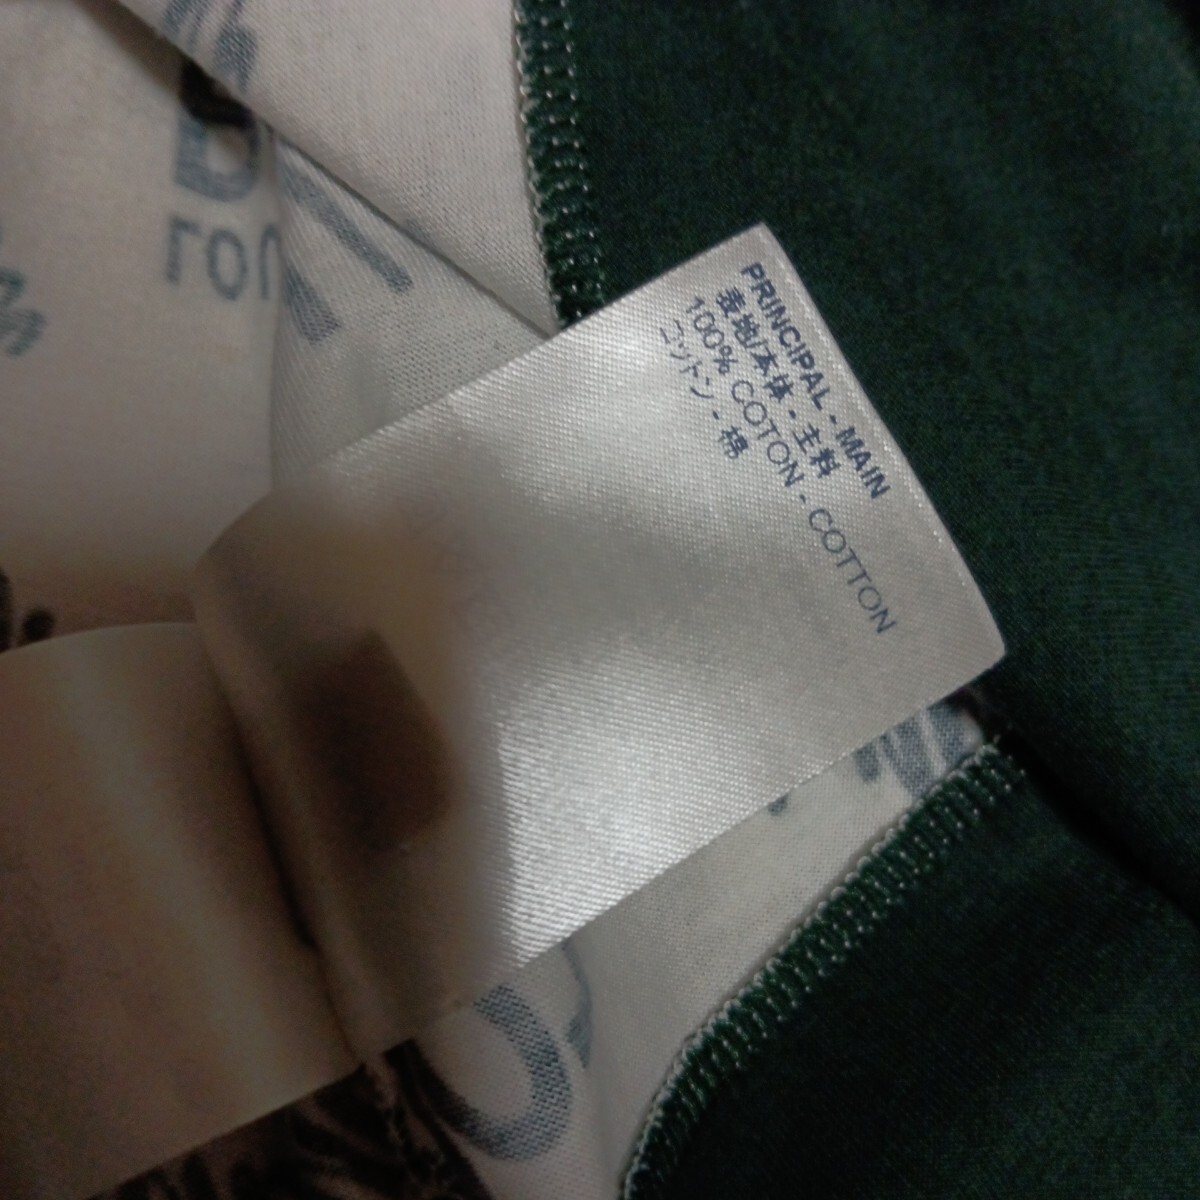 PRINCIPAL - MAIN
表地/本体 - 主料
100% COTON - COTTON
コットン - 棉